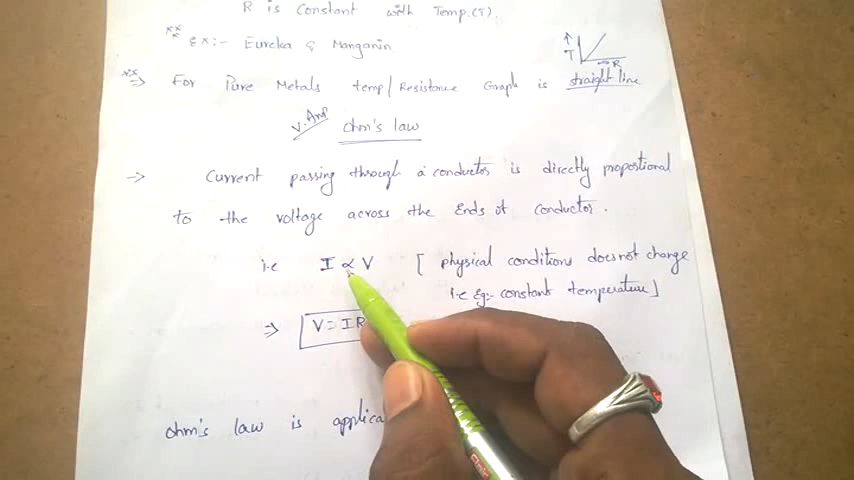 R is Constant with Temp.(T).
** ex:- Eureka & Manganin
T R
** => For Pure Metals temp/Resistance Graph is straight line
V.Imp Ohm's law
→ Current passing through a conductor is directly proportional
to the voltage across the Ends of conductor.
i.e I ∝ V [ physical conditions does not change
i.e Eg:- constant temperature]
=> V = IR
Ohm's law is applica